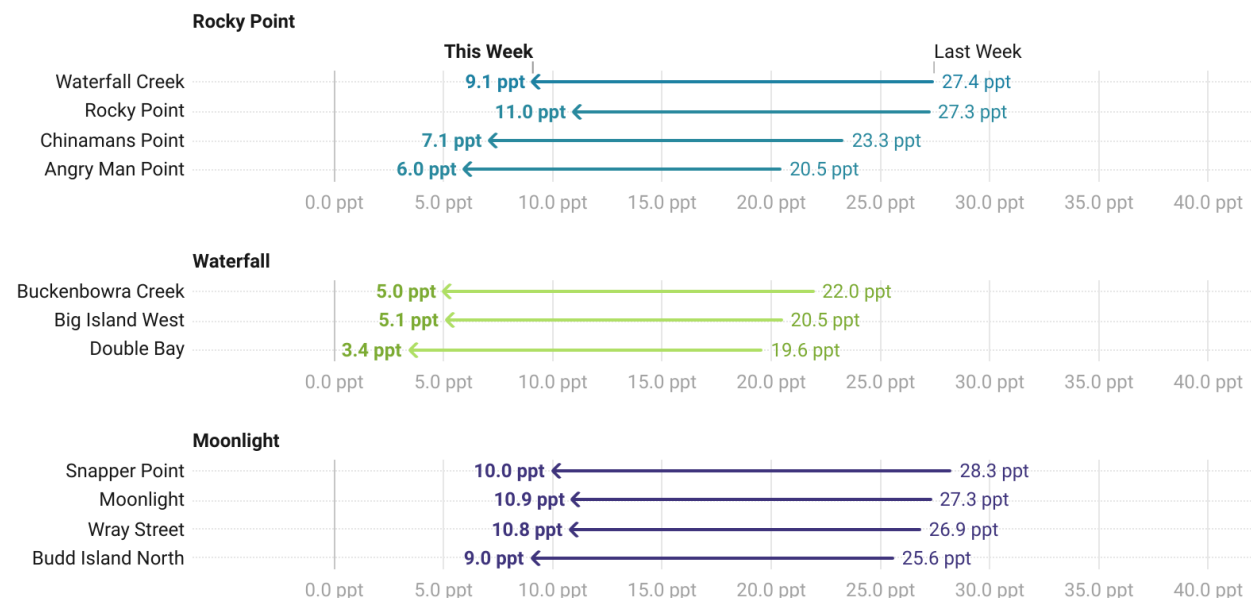 Rocky Point
This Week Last Week
Waterfall Creek 9.1 ppt 27.4 ppt
Rocky Point 11.0 ppt 27.3 ppt
Chinamans Point 7.1 ppt 23.3 ppt
Angry Man Point 6.0 ppt 20.5 ppt
0.0 ppt 5.0 ppt 10.0 ppt 15.0 ppt 20.0 ppt 25.0 ppt 30.0 ppt 35.0 ppt 40.0 ppt
Waterfall
Buckenbowra Creek 5.0 ppt 22.0 ppt
Big Island West 5.1 ppt 20.5 ppt
Double Bay 3.4 ppt 19.6 ppt
0.0 ppt 5.0 ppt 10.0 ppt 15.0 ppt 20.0 ppt 25.0 ppt 30.0 ppt 35.0 ppt 40.0 ppt
Moonlight
Snapper Point 10.0 ppt 28.3 ppt
Moonlight 10.9 ppt 27.3 ppt
Wray Street 10.8 ppt 26.9 ppt
Budd Island North 9.0 ppt 25.6 ppt
0.0 ppt 5.0 ppt 10.0 ppt 15.0 ppt 20.0 ppt 25.0 ppt 30.0 ppt 35.0 ppt 40.0 ppt